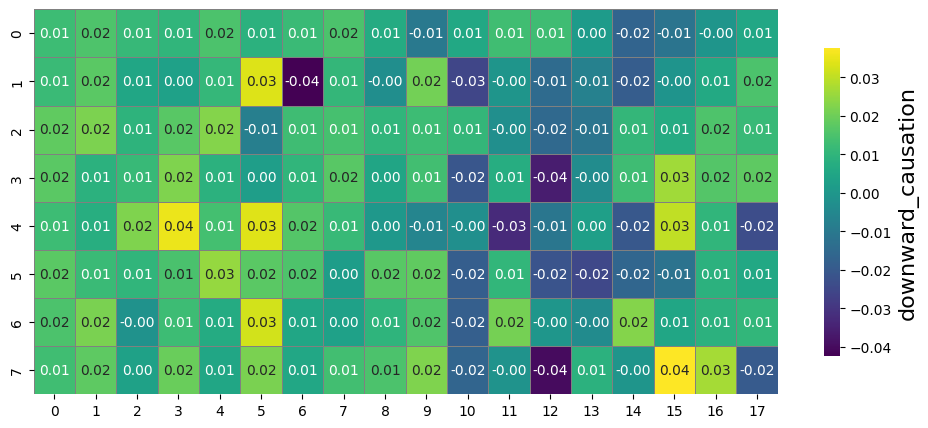 0 0.01 0.02 0.01 0.01 0.02 0.01 0.01 0.02 0.01 -0.01 0.01 0.01 0.01 0.00 -0.02 -0.01 -0.00 0.01
1 0.01 0.02 0.01 0.00 0.01 0.03 -0.04 0.01 -0.00 0.02 -0.03 -0.00 -0.01 -0.01 -0.02 -0.00 0.01 0.02
2 0.02 0.02 0.01 0.02 0.02 -0.01 0.01 0.01 0.01 0.01 0.01 -0.00 -0.02 -0.01 0.01 0.01 0.02 0.01
3 0.02 0.01 0.01 0.02 0.01 0.00 0.01 0.02 0.00 0.01 -0.02 0.01 -0.04 -0.00 0.01 0.03 0.02 0.02
4 0.01 0.01 0.02 0.04 0.01 0.03 0.02 0.01 0.00 -0.01 -0.00 -0.03 -0.01 0.00 -0.02 0.03 0.01 -0.02
5 0.02 0.01 0.01 0.01 0.03 0.02 0.02 0.00 0.02 0.02 -0.02 0.01 -0.02 -0.02 -0.02 -0.01 0.01 0.01
6 0.02 0.02 -0.00 0.01 0.01 0.03 0.01 0.00 0.01 0.02 -0.02 0.02 -0.00 -0.00 0.02 0.01 0.01 0.01
7 0.01 0.02 0.00 0.02 0.01 0.02 0.01 0.01 0.01 0.02 -0.02 -0.00 -0.04 0.01 -0.00 0.04 0.03 -0.02
0 1 2 3 4 5 6 7 8 9 10 11 12 13 14 15 16 17
0.03
0.02
0.01
0.00
−0.01
−0.02
−0.03
−0.04
downward_causation